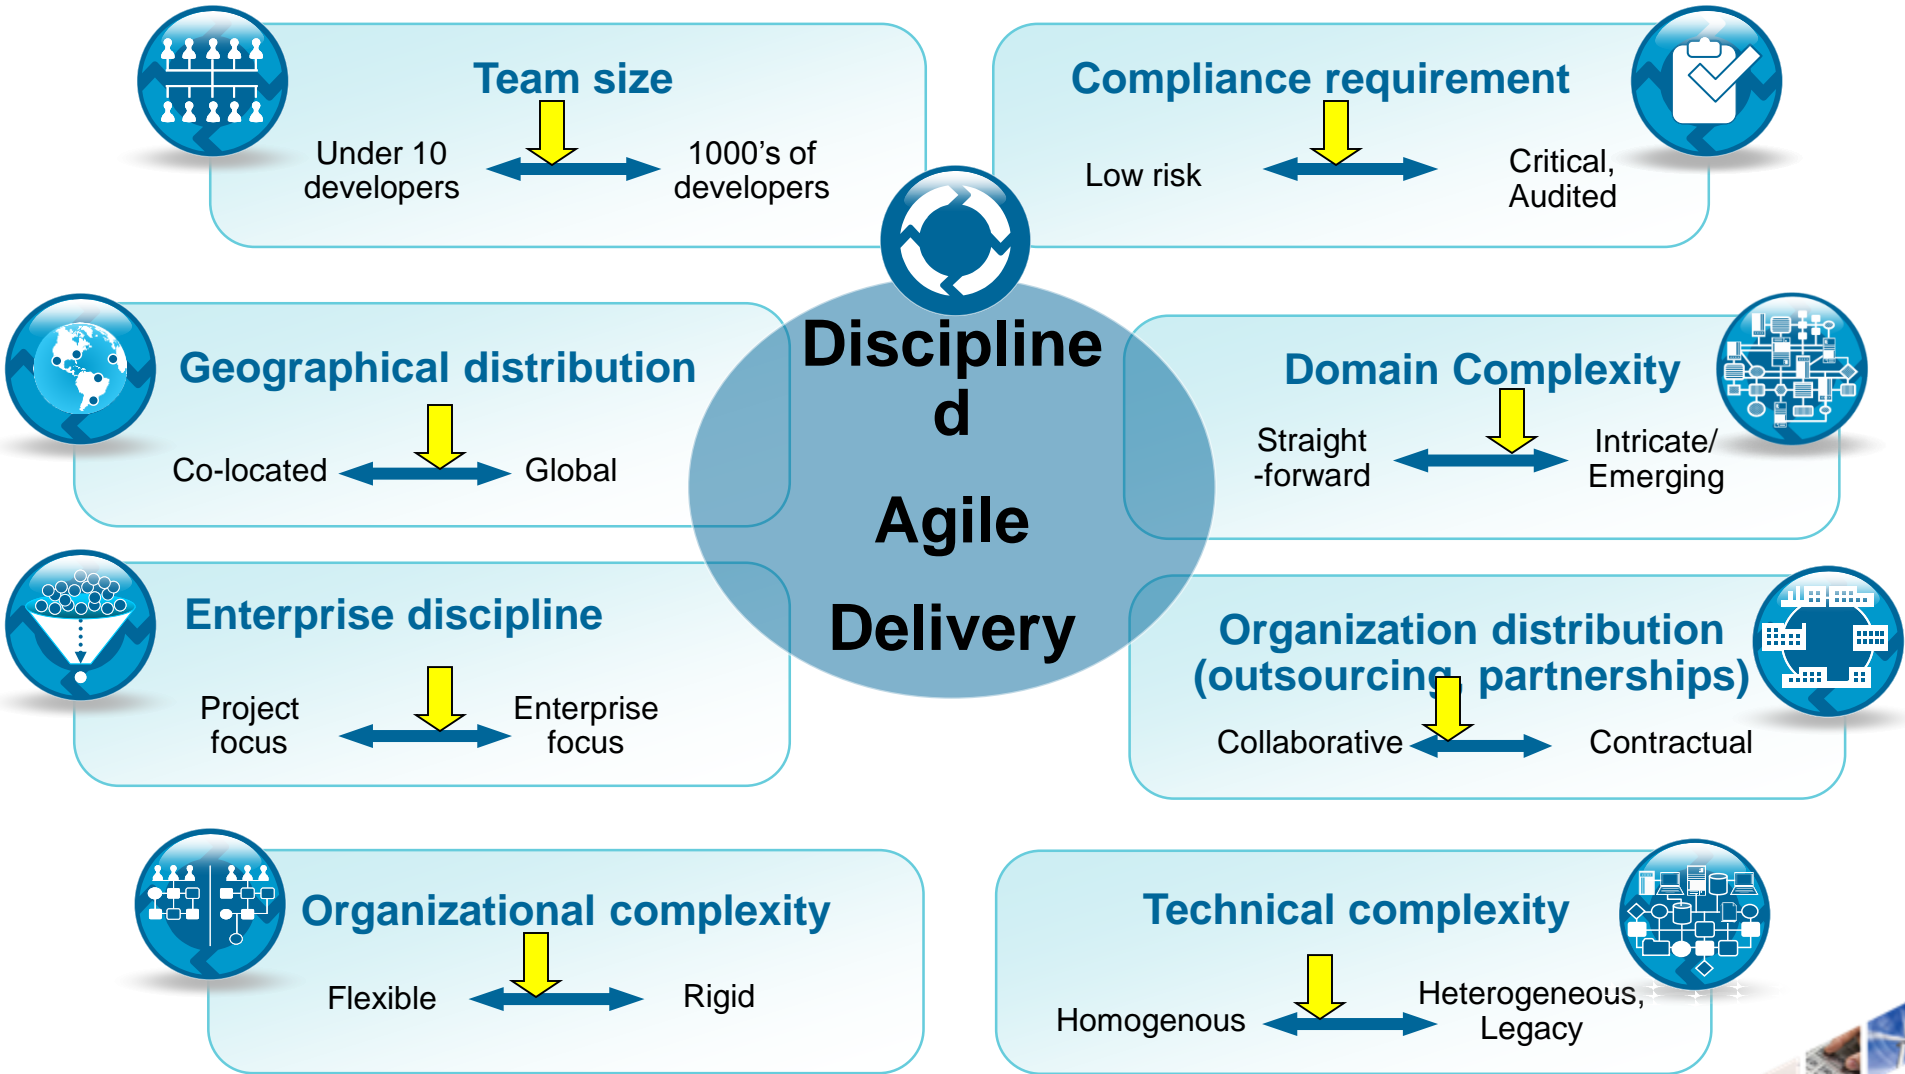 Team size
Under 10
developers
1000's of
developers
Compliance requirement
Low risk
Critical,
Audited
Geographical distribution
Co-located
Global
Discipline
d
Agile
Delivery
Domain Complexity
Straight
-forward
Intricate/
Emerging
Enterprise discipline
Project
focus
Enterprise
focus
Organization distribution
(outsourcing, partnerships)
Collaborative
Contractual
Organizational complexity
Flexible
Rigid
Technical complexity
Homogenous
Heterogeneous,
Legacy